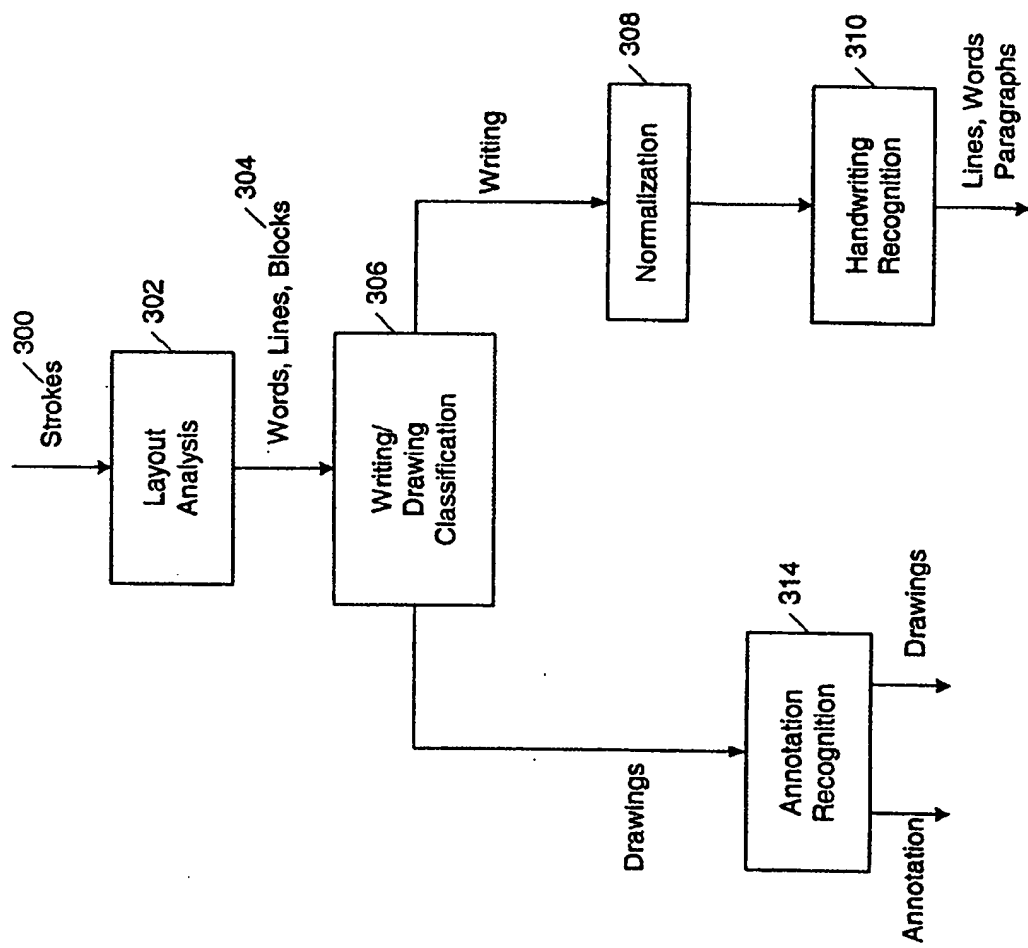 300
Strokes
302
Layout
Analysis
304
Words, Lines, Blocks
306
Writing/
Drawing
Classification
Writing
308
Normalization
310
Handwriting
Recognition
Lines, Words
Paragraphs
Drawings
314
Annotation
Recognition
Annotation
Drawings